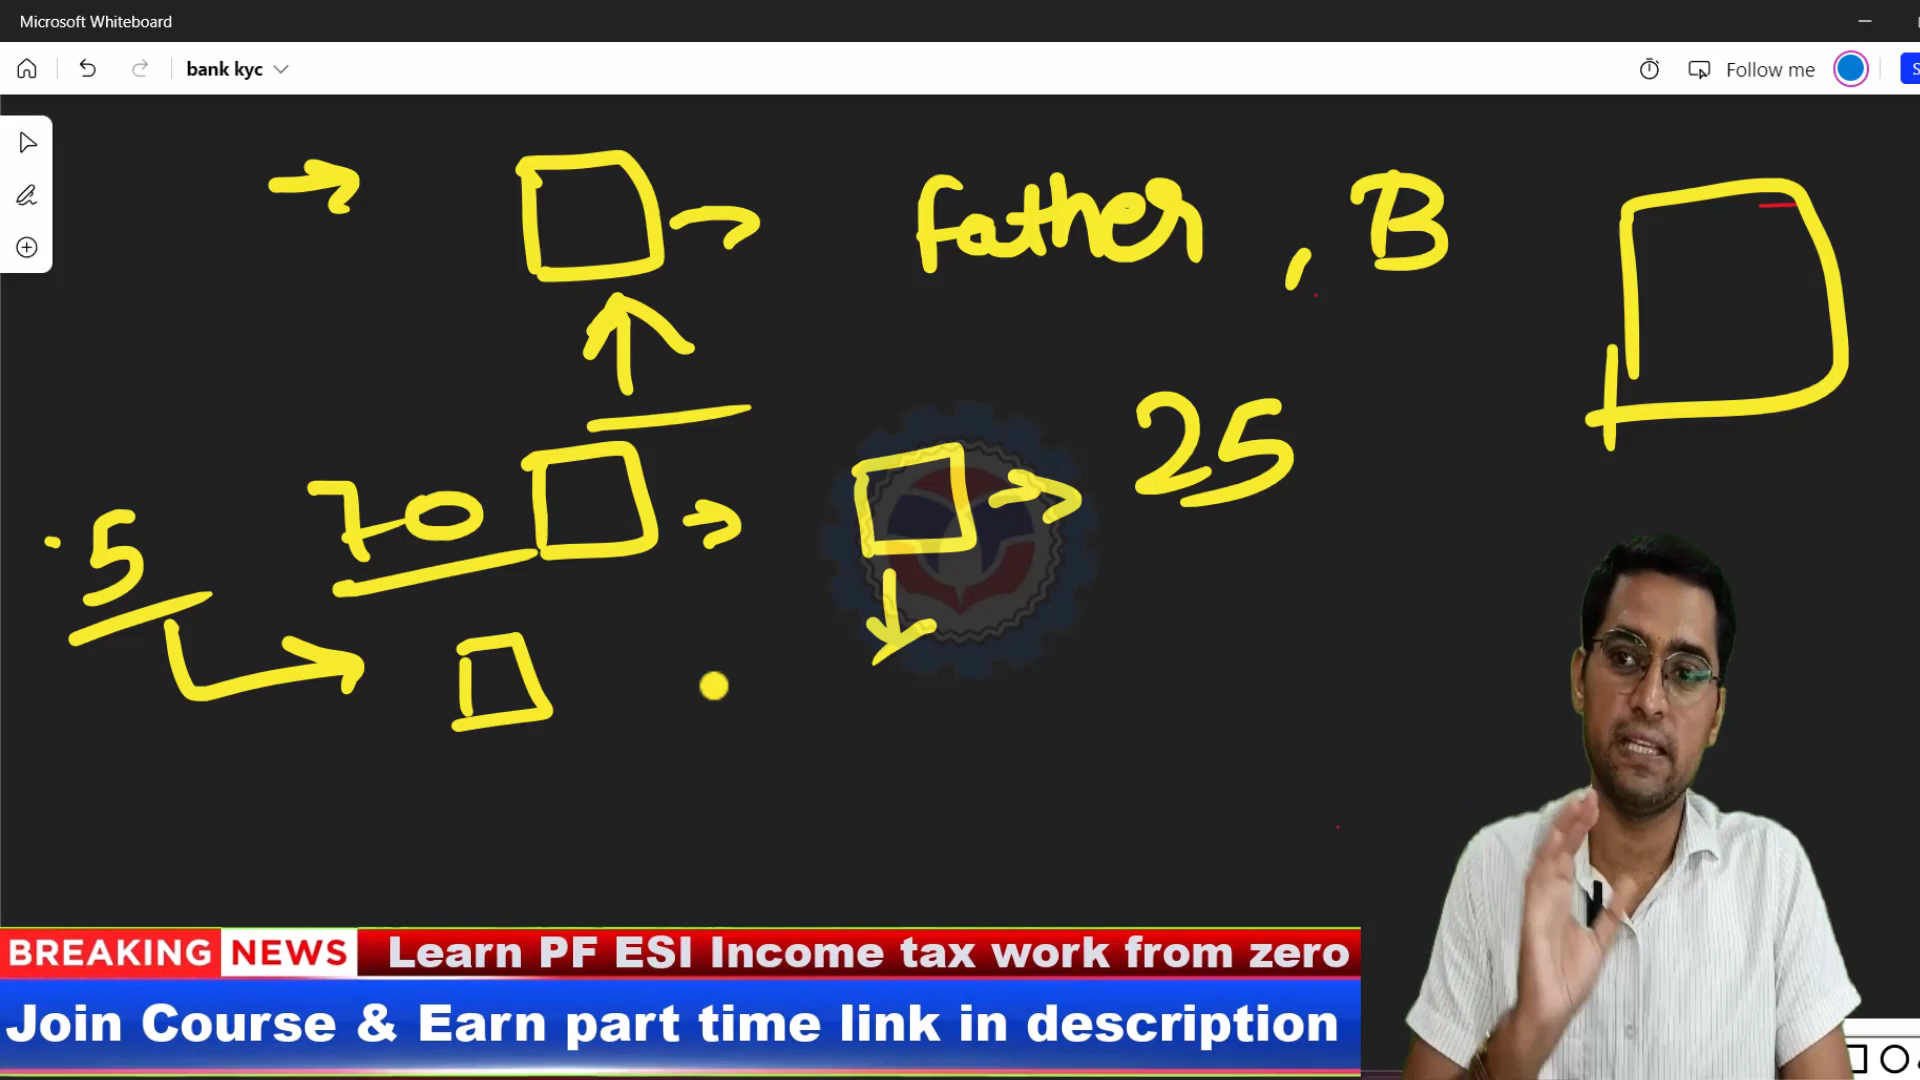 Microsoft Whiteboard
bank kyc
Follow me
Father, B
25
70
5
BREAKING NEWS Learn PF ESI Income tax work from zero
Join Course & Earn part time link in description